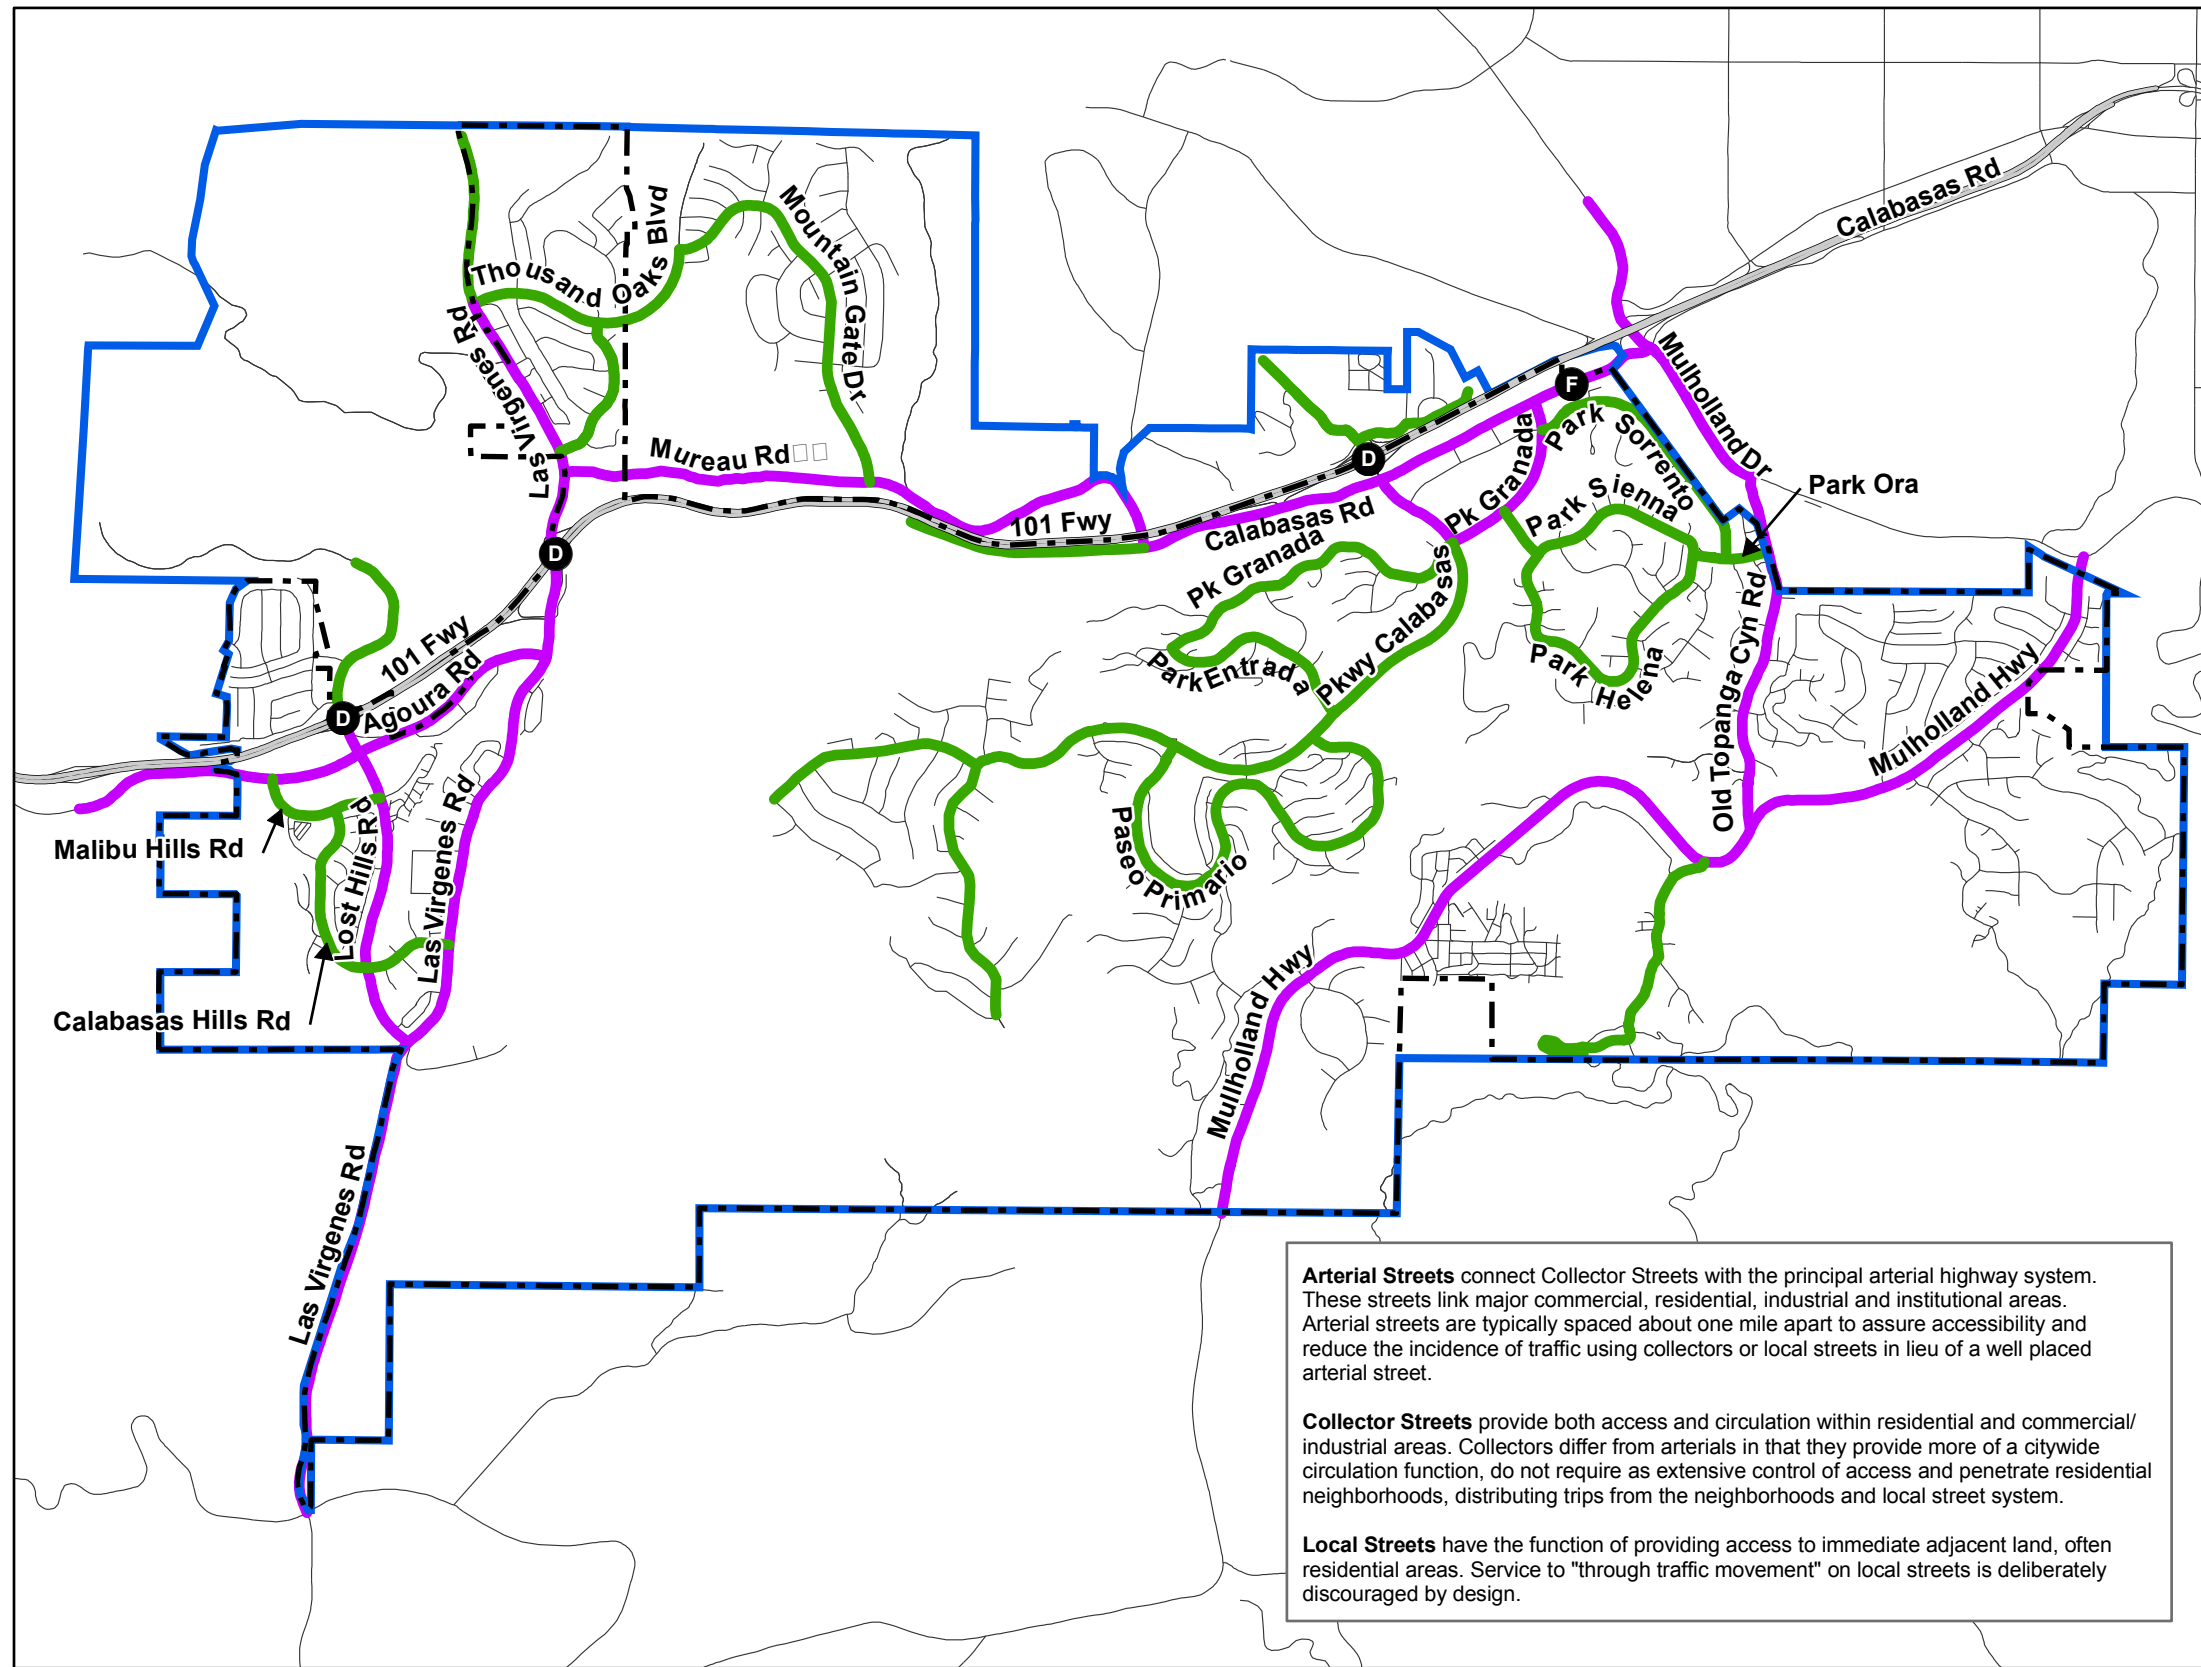 Calabasas Rd
Thousand Oaks Blvd
Mountain Gate Dr
Las Virgenes Rd
Mureau Rd
Mulholland Dr
F
D
Park Sorrento
Pk Granada
Park Sienna
Park Ora
101 Fwy
Calabasas Rd
Pk Granada
D
Pkwy Calabasas
Park Entrada
Park Helena
Old Topanga Cyn Rd
Mulholland Hwy
101 Fwy
D
Agoura Rd
Malibu Hills Rd
Lost Hills Rd
Las Virgenes Rd
Paseo Primario
Calabasas Hills Rd
Mullholland Hwy
Las Virgenes Rd
Arterial Streets connect Collector Streets with the principal arterial highway system.
These streets link major commercial, residential, industrial and institutional areas.
Arterial streets are typically spaced about one mile apart to assure accessibility and
reduce the incidence of traffic using collectors or local streets in lieu of a well placed
arterial street.
Collector Streets provide both access and circulation within residential and commercial/
industrial areas. Collectors differ from arterials in that they provide more of a citywide
circulation function, do not require as extensive control of access and penetrate residential
neighborhoods, distributing trips from the neighborhoods and local street system.
Local Streets have the function of providing access to immediate adjacent land, often
residential areas. Service to "through traffic movement" on local streets is deliberately
discouraged by design.